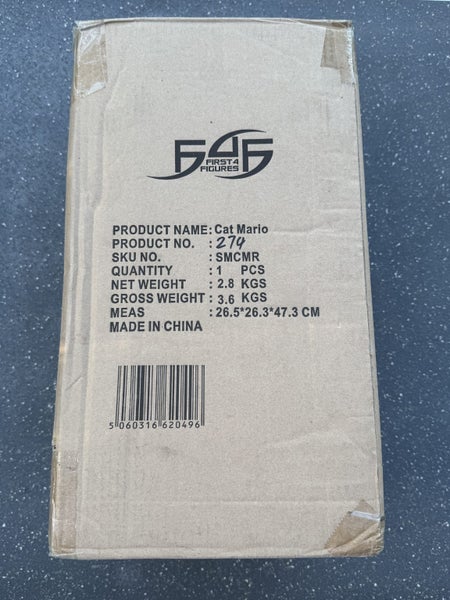 F4F
FIRST 4
FIGURES
PRODUCT NAME: Cat Mario
PRODUCT NO. : 274
SKU NO. : SMCMR
QUANTITY : 1 PCS
NET WEIGHT : 2.8 KGS
GROSS WEIGHT : 3.6 KGS
MEAS : 26.5*26.3*47.3 CM
MADE IN CHINA
5 060316 620496